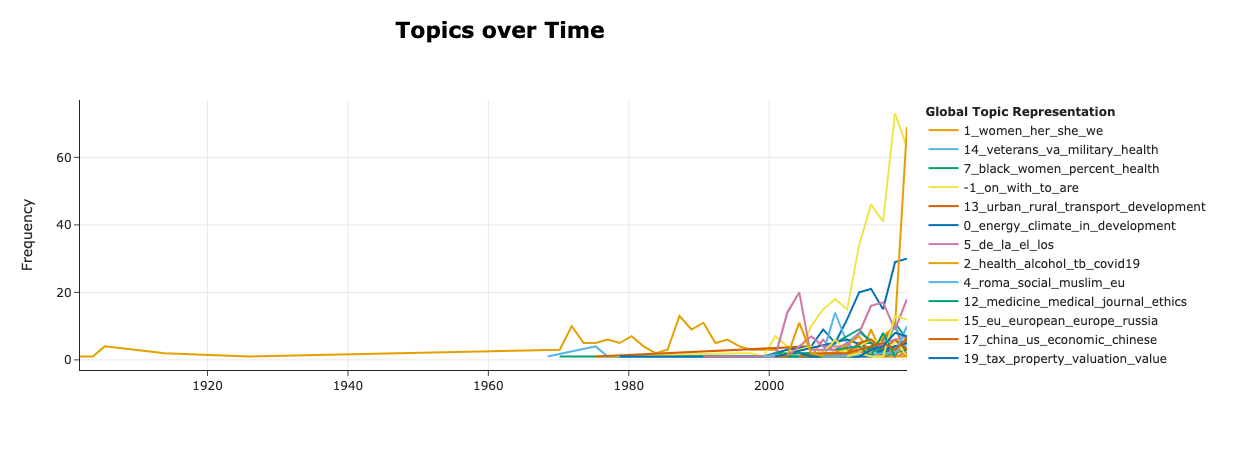 Topics over Time
Frequency
60
40
20
0
1920
1940
1960
1980
2000
Global Topic Representation
1_women_her_she_we
14_veterans_va_military_health
7_black_women_percent_health
-1_on_with_to_are
13_urban_rural_transport_development
0_energy_climate_in_development
5_de_la_el_los
2_health_alcohol_tb_covid19
4_roma_social_muslim_eu
12_medicine_medical_journal_ethics
15_eu_european_europe_russia
17_china_us_economic_chinese
19_tax_property_valuation_value